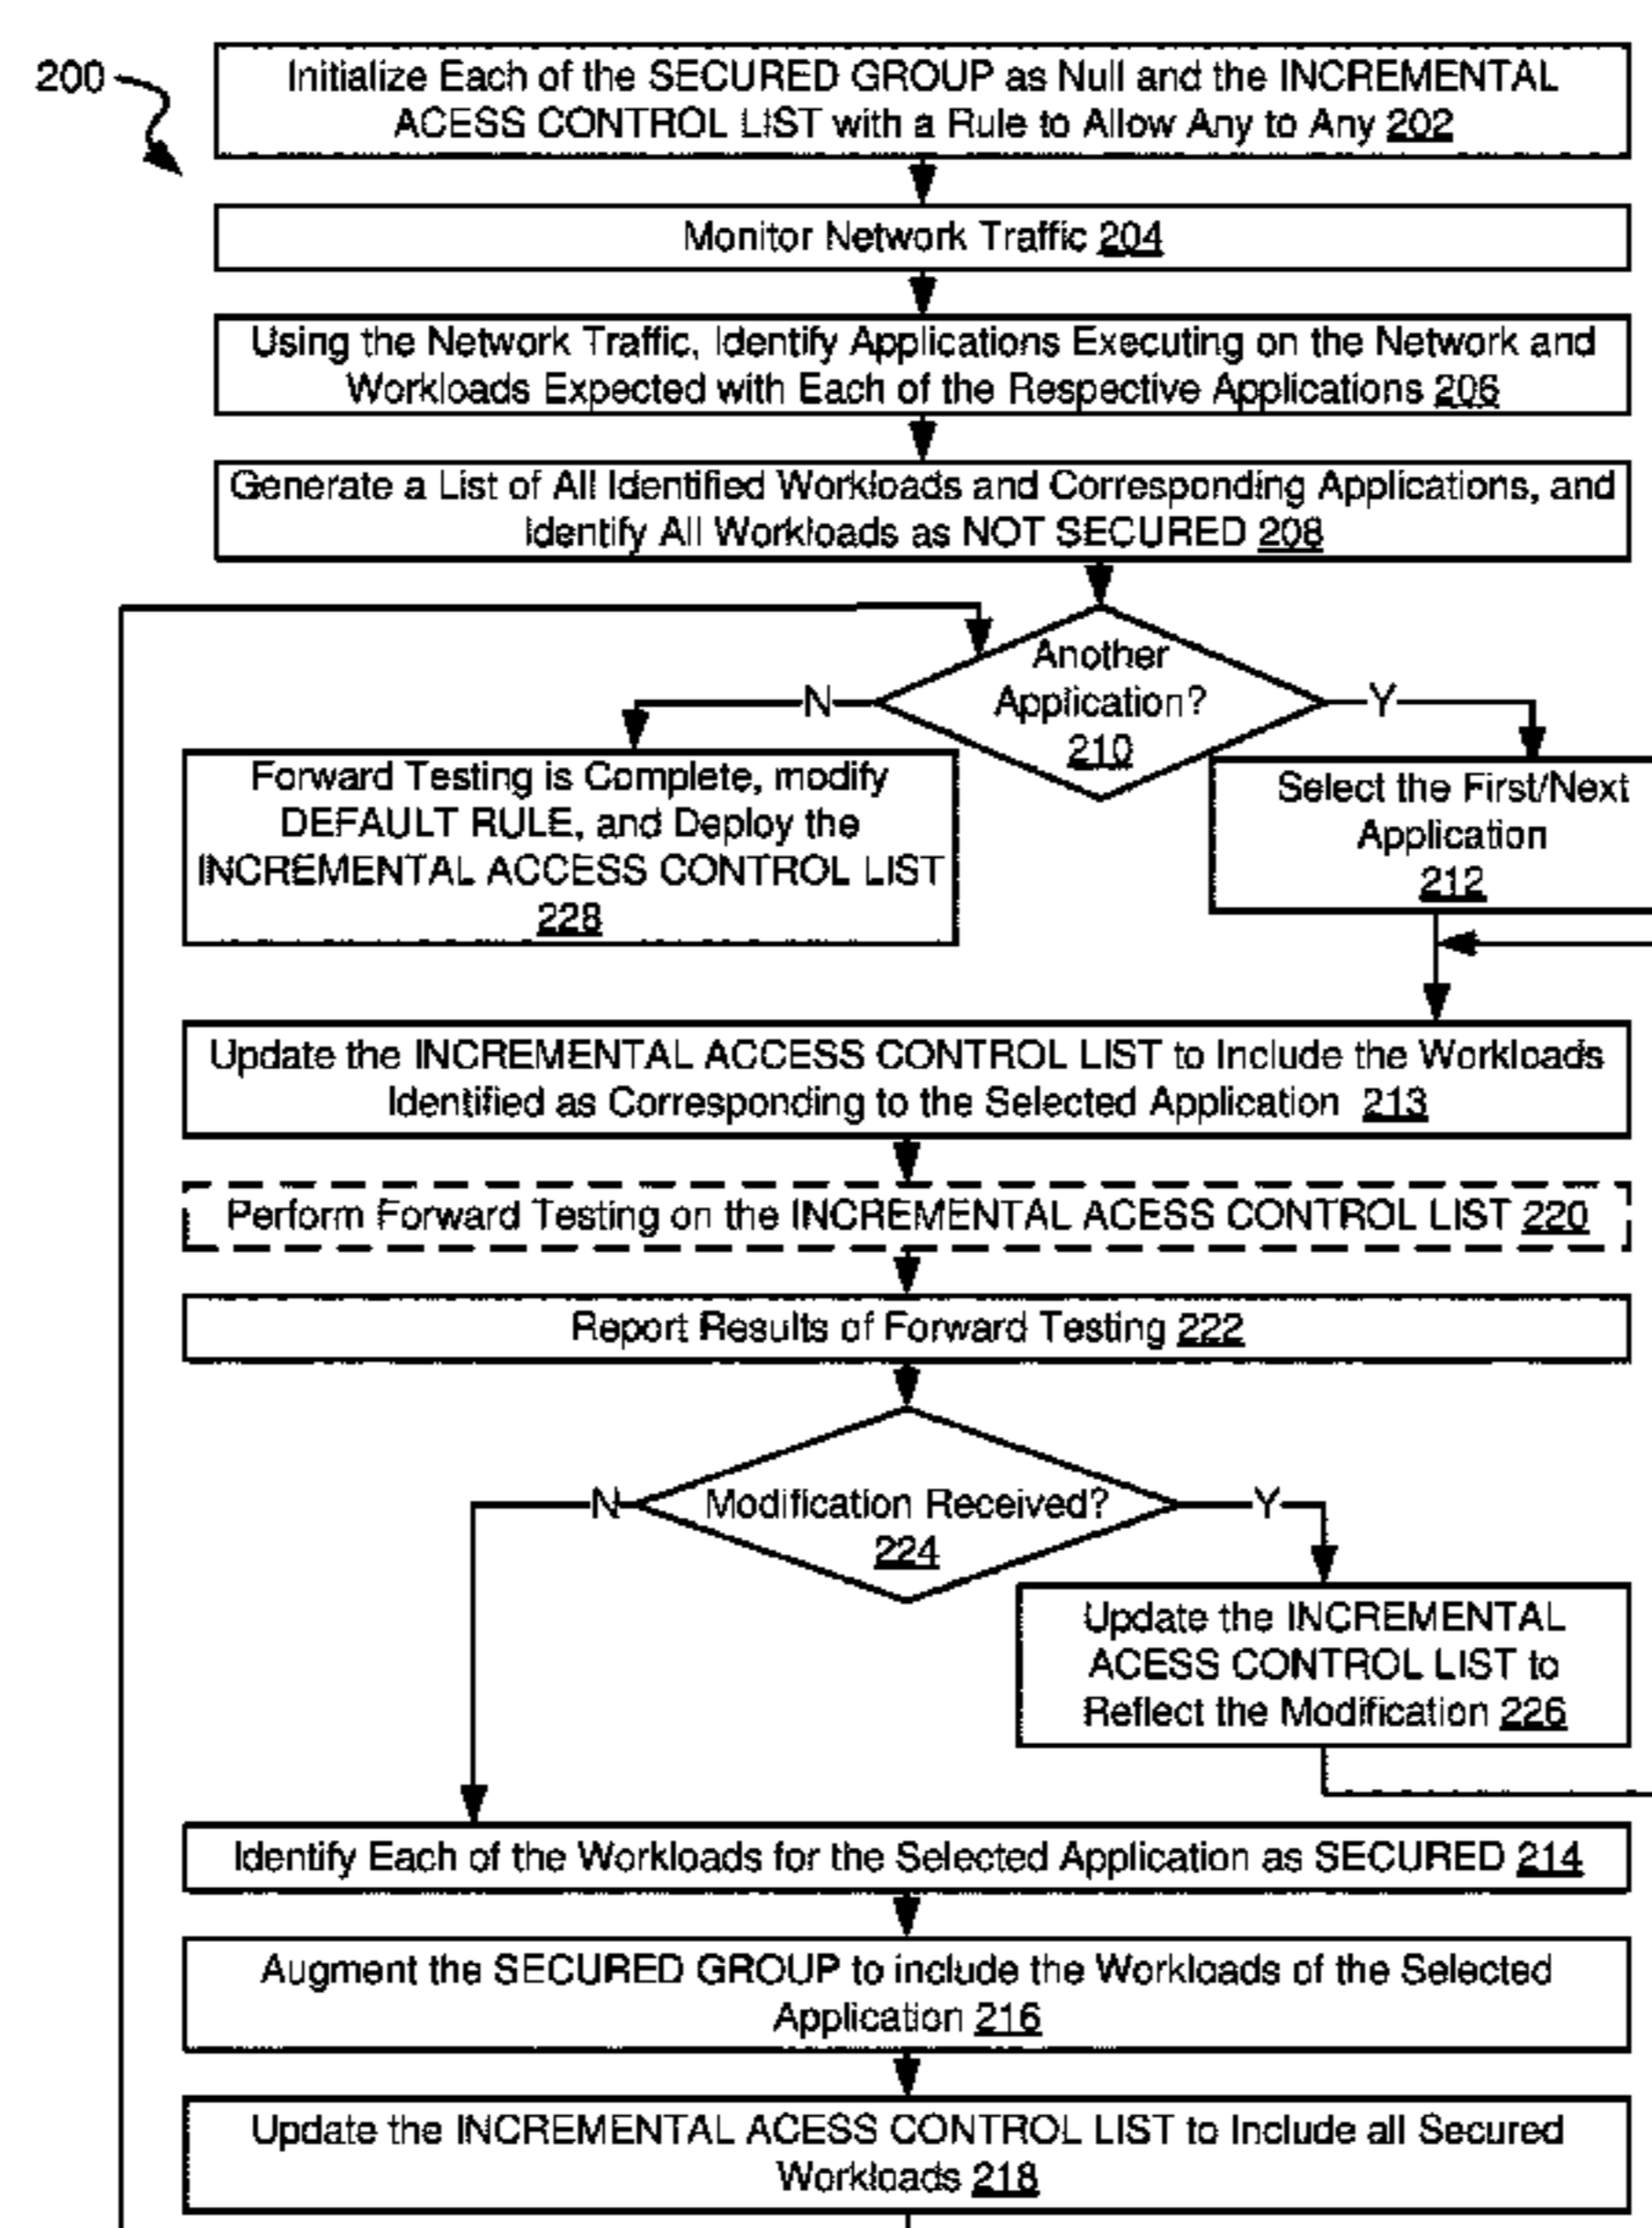 200
Initialize Each of the SECURED GROUP as Null and the INCREMENTAL
ACESS CONTROL LIST with a Rule to Allow Any to Any 202
Monitor Network Traffic 204
Using the Network Traffic, Identify Applications Executing on the Network and
Workloads Expected with Each of the Respective Applications 206
Generate a List of All Identified Workloads and Corresponding Applications, and
Identify All Workloads as NOT SECURED 208
Another
Application?
210
N
Y
Forward Testing is Complete, modify
DEFAULT RULE, and Deploy the
INCREMENTAL ACCESS CONTROL LIST
228
Select the First/Next
Application
212
Update the INCREMENTAL ACCESS CONTROL LIST to Include the Workloads
Identified as Corresponding to the Selected Application 213
Perform Forward Testing on the INCREMENTAL ACESS CONTROL LIST 220
Report Results of Forward Testing 222
N
Modification Received?
224
Y
Update the INCREMENTAL
ACESS CONTROL LIST to
Reflect the Modification 226
Identify Each of the Workloads for the Selected Application as SECURED 214
Augment the SECURED GROUP to include the Workloads of the Selected
Application 216
Update the INCREMENTAL ACESS CONTROL LIST to Include all Secured
Workloads 218